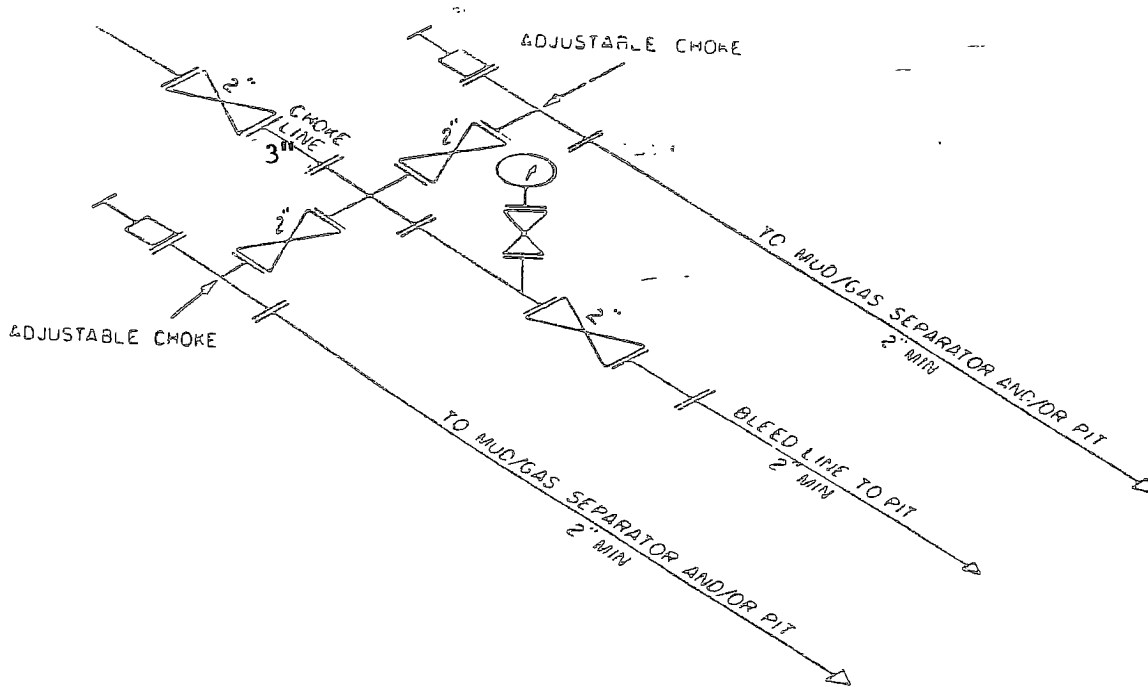 ADJUSTABLE CHOKE
2"
CHOKE
LINE
3"
2"
2"
ADJUSTABLE CHOKE
2"
TO MUD/GAS SEPARATOR AND/OR PIT
2" MIN
BLEED LINE TO PIT
2" MIN
TO MUD/GAS SEPARATOR AND/OR PIT
2" MIN